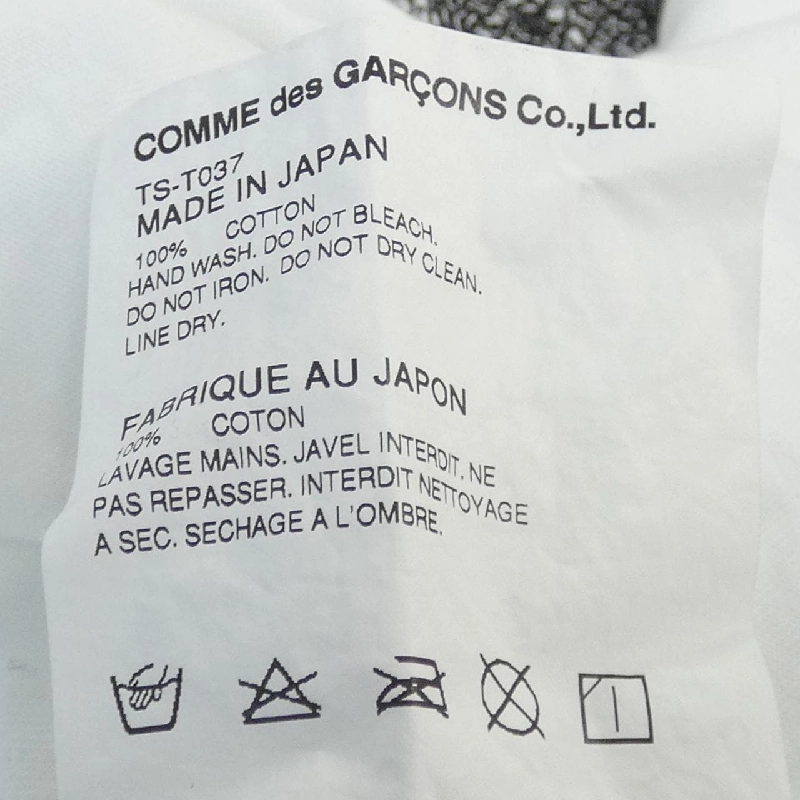 COMME des GARÇONS Co.,Ltd.
TS-T037
MADE IN JAPAN
100% COTTON
HAND WASH. DO NOT BLEACH.
DO NOT IRON. DO NOT DRY CLEAN.
LINE DRY.
FABRIQUE AU JAPON
100% COTON
LAVAGE MAINS. JAVEL INTERDIT. NE
PAS REPASSER. INTERDIT NETTOYAGE
A SEC. SECHAGE A L'OMBRE.